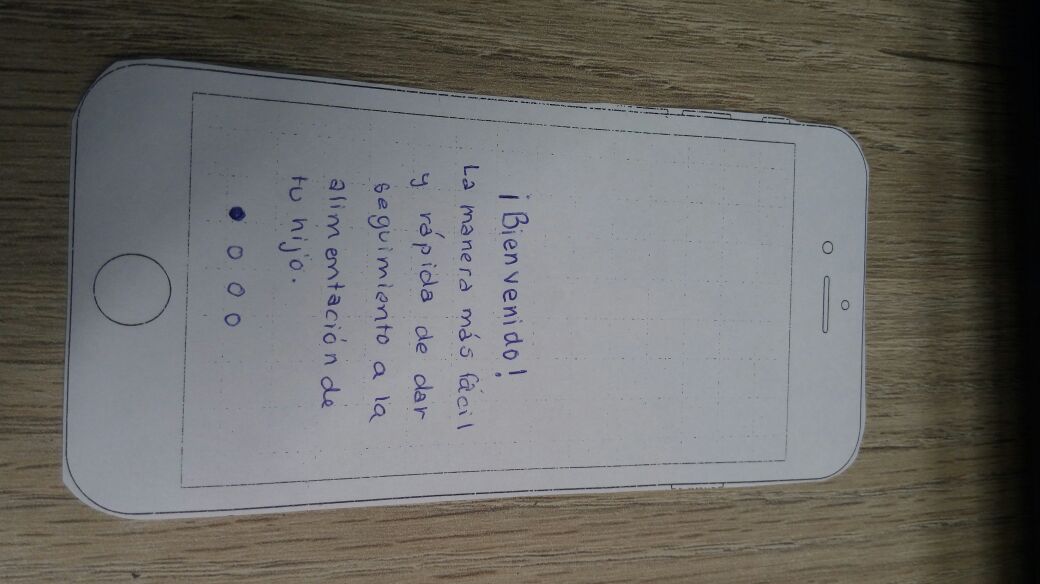 ¡Bienvenido!
La manera más fácil
y rápida de dar
seguimiento a la
alimentación de
tu hijo.